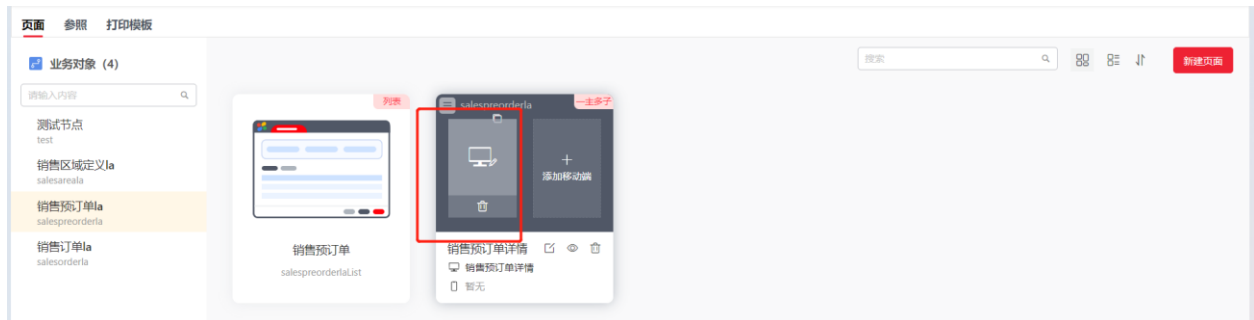 页面 参照 打印模板
业务对象（4）
搜索
新建页面
请输入内容
测试节点
test
销售区域定义la
salesareala
销售预订单la
salespreorderla
销售订单la
salesorderla
列表
销售预订单
salespreorderlaList
salespreorderla
一主多子
添加移动端
销售预订单详情
销售预订单详情
暂无